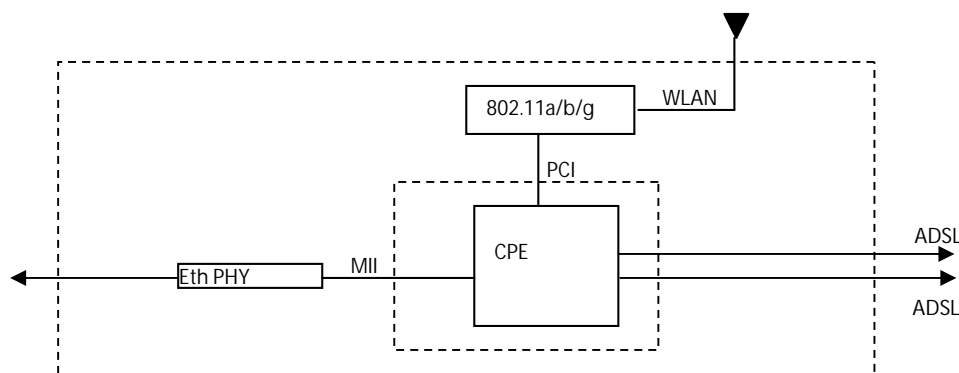 802.11a/b/g
WLAN
PCI
CPE
ADSL
Eth PHY
MII
ADSL